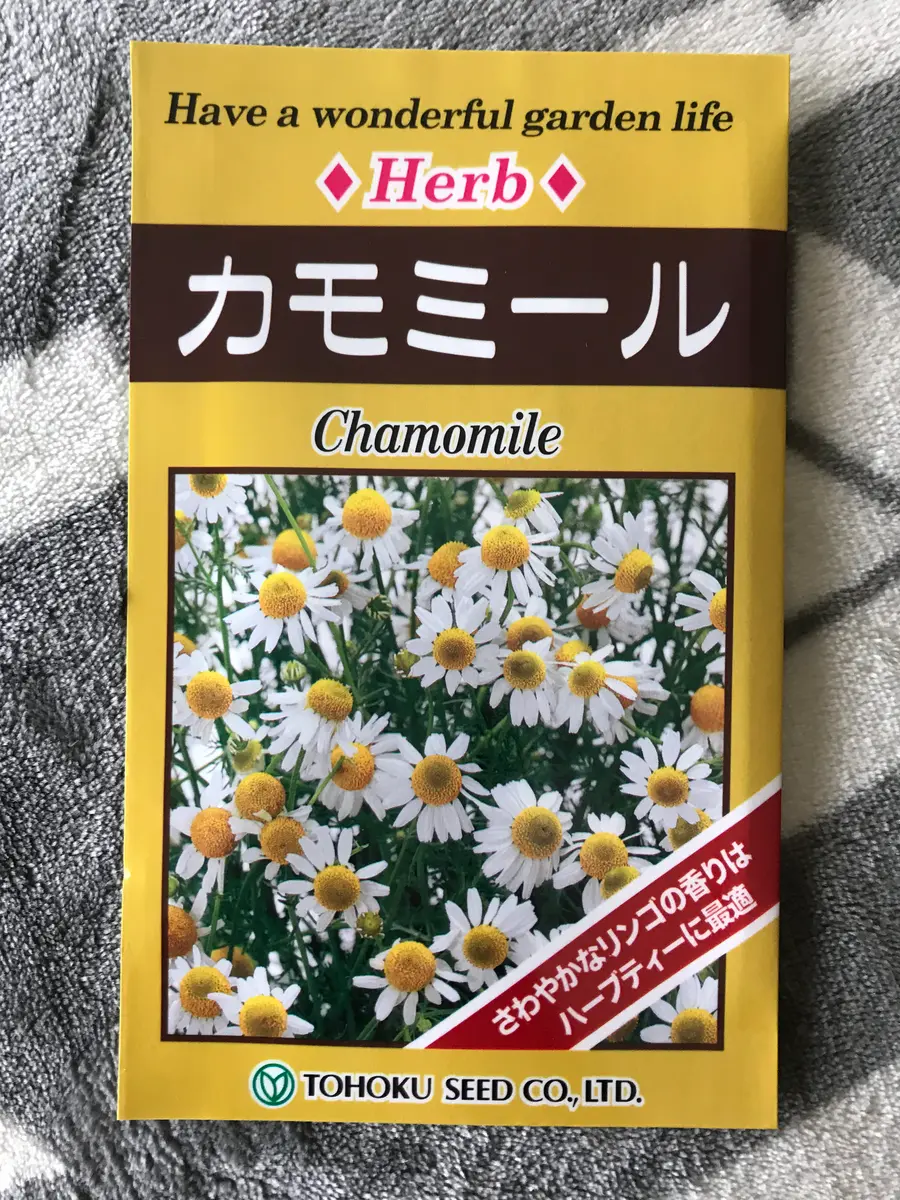 Have a wonderful garden life
Herb
カモミール
Chamomile
さわやかなリンゴの香りは
ハーブティーに最適
TOHOKU SEED CO., LTD.